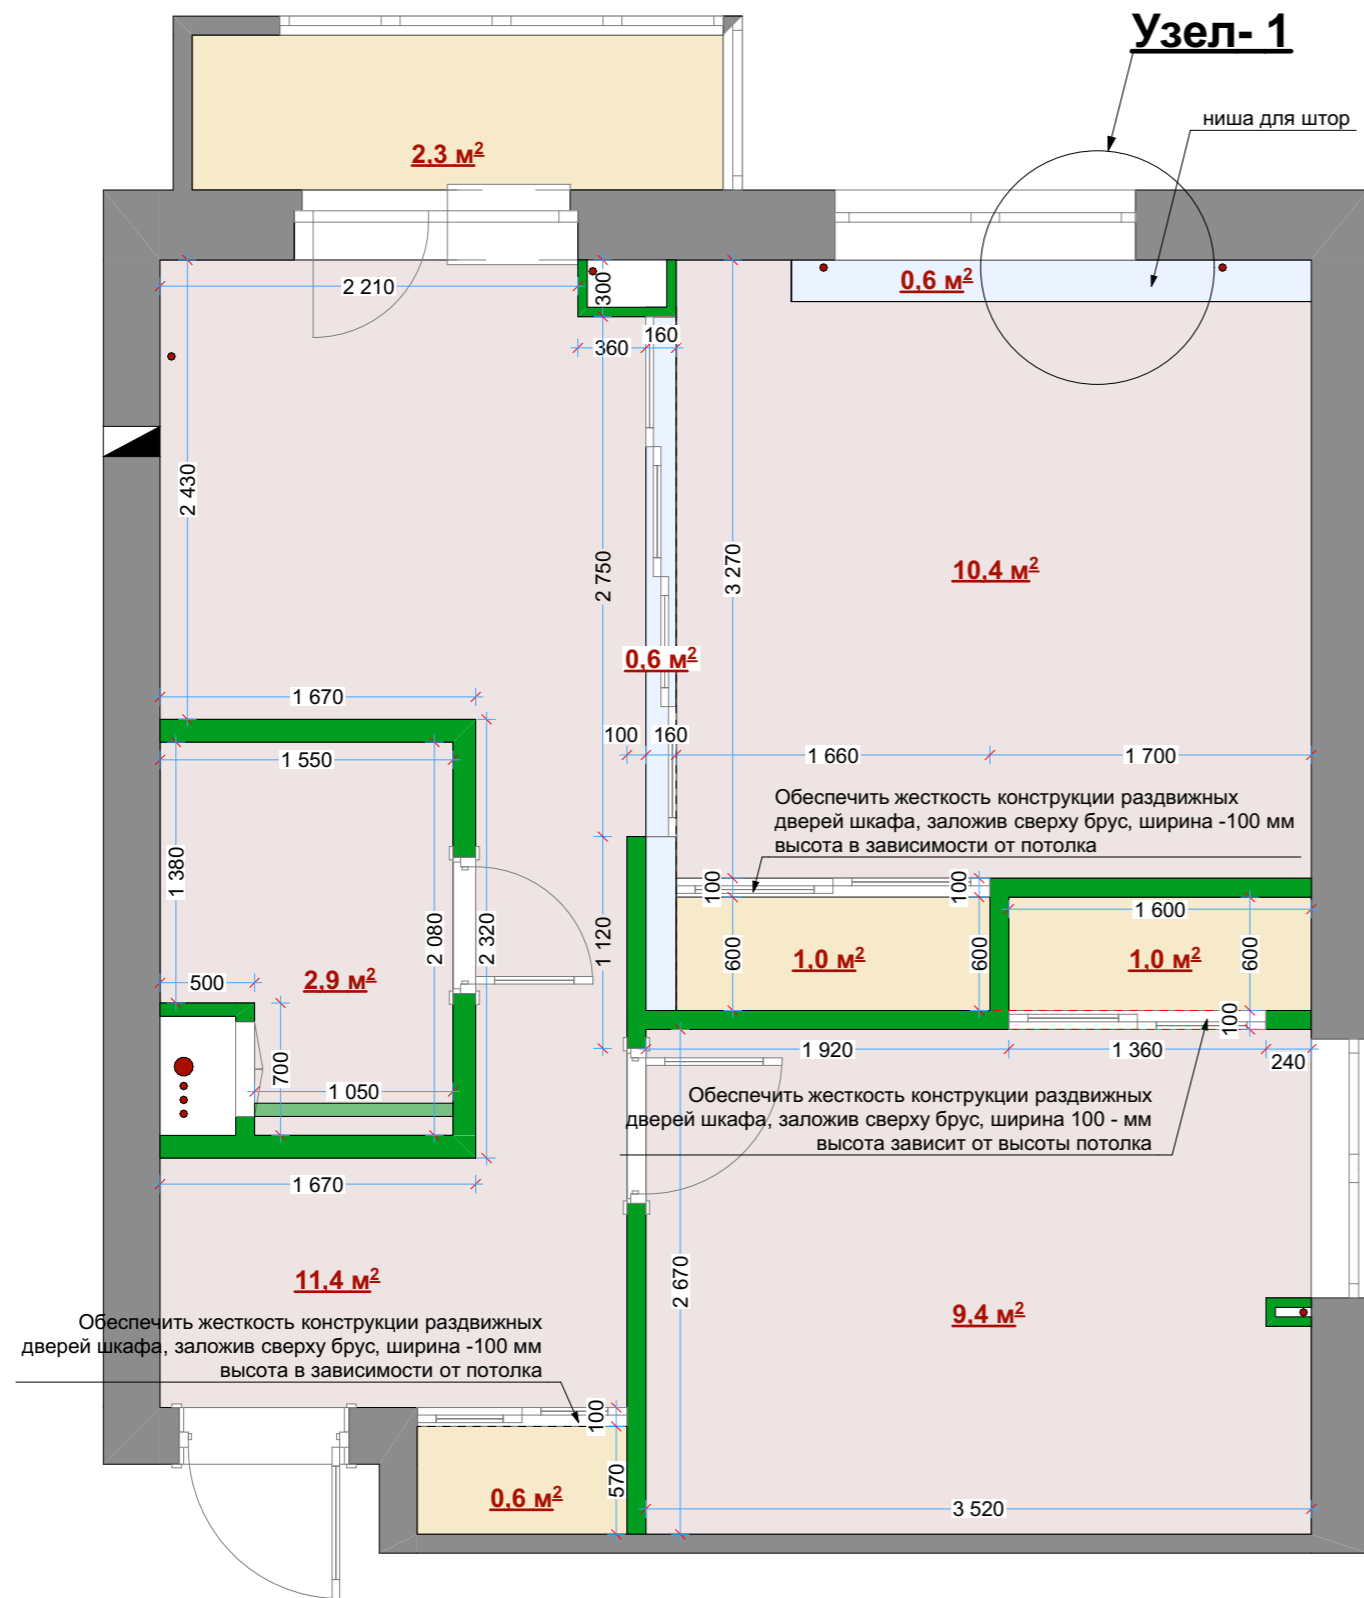 Узел- 1
ниша для штор
2,3 м²
0,6 м²
2 210
300
160
360
2 430
2 750
3 270
10,4 м²
0,6 м²
1 670
100
160
1 660
1 700
1 550
Обеспечить жесткость конструкции раздвижных
дверей шкафа, заложив сверху брус, ширина -100 мм
высота в зависимости от потолка
1 380
2 080
2 320
1 120
100
100
1 600
600
600
600
1,0 м²
1,0 м²
500
2,9 м²
700
1 050
100
1 920
1 360
240
Обеспечить жесткость конструкции раздвижных
дверей шкафа, заложив сверху брус, ширина 100 - мм
высота зависит от высоты потолка
1 670
2 670
11,4 м²
9,4 м²
Обеспечить жесткость конструкции раздвижных
дверей шкафа, заложив сверху брус, ширина -100 мм
высота в зависимости от потолка
100
570
0,6 м²
3 520